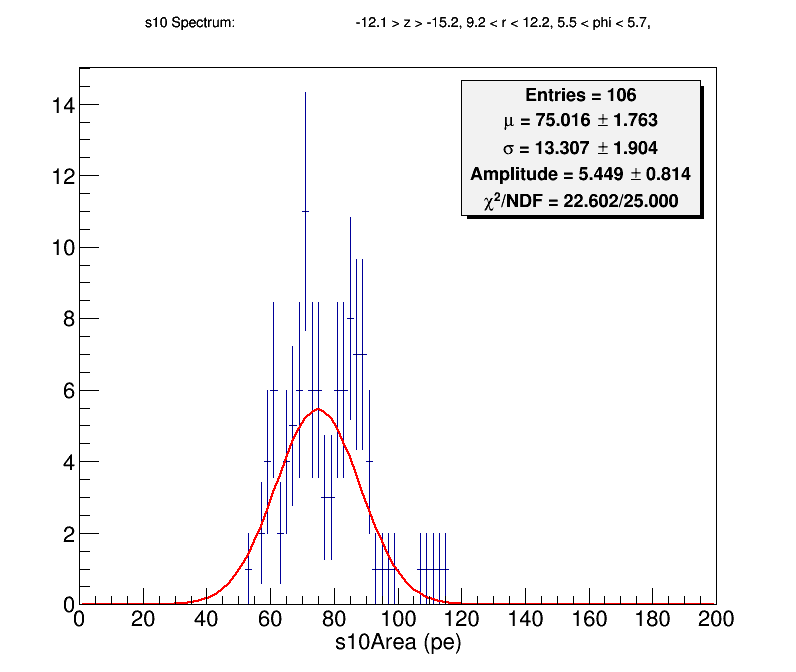 s10 Spectrum: -12.1 > z > -15.2, 9.2 < r < 12.2, 5.5 < phi < 5.7,
Entries = 106
μ = 75.016 ± 1.763
σ = 13.307 ± 1.904
Amplitude = 5.449 ± 0.814
χ²/NDF = 22.602/25.000
14
12
10
8
6
4
2
0
0 20 40 60 80 100 120 140 160 180 200
s10Area (pe)